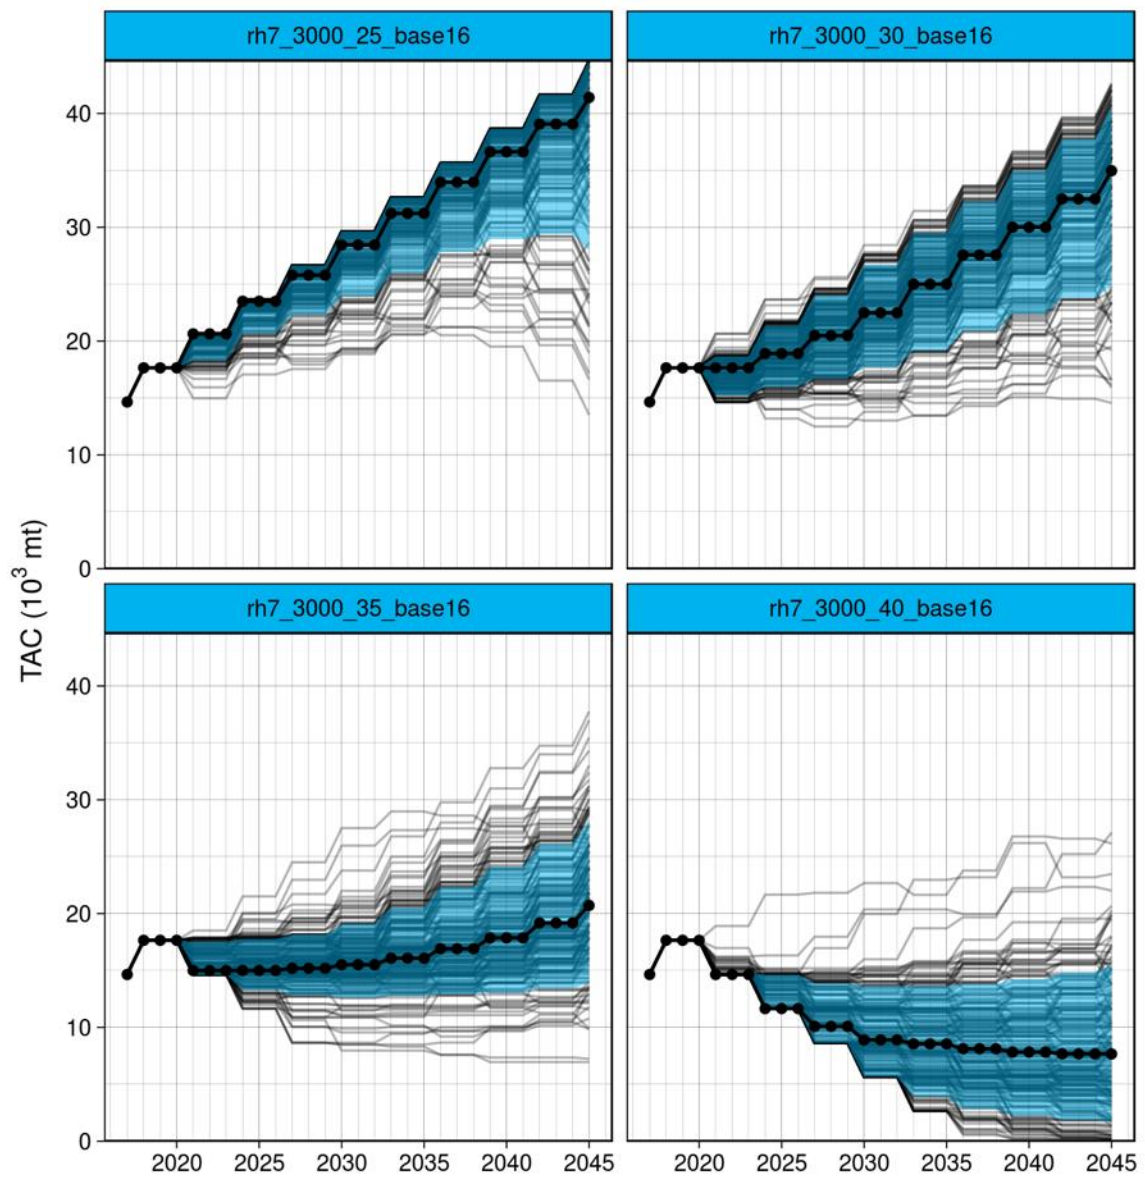 rh7_3000_25_base16
rh7_3000_30_base16
40
30
20
10
0
TAC (10³ mt)
rh7_3000_35_base16
rh7_3000_40_base16
40
30
20
10
0
2020 2025 2030 2035 2040 2045
2020 2025 2030 2035 2040 2045